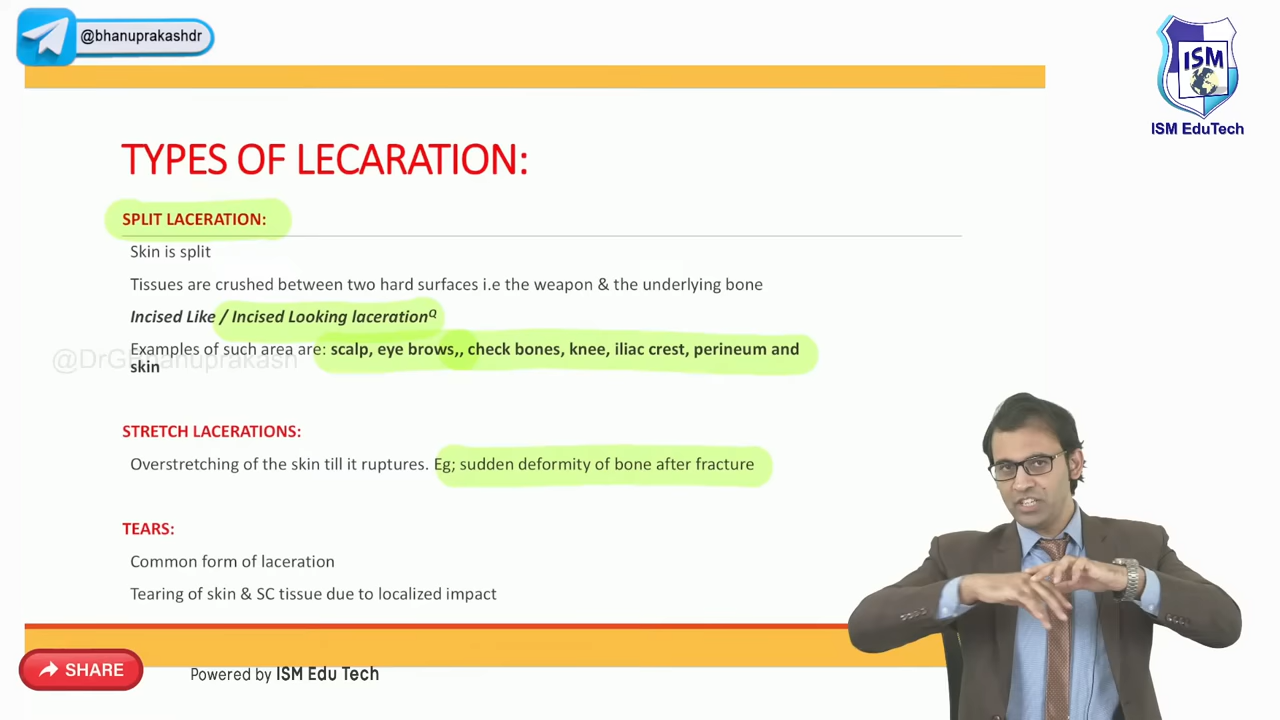 @bhanuprakashdr
ISM
ISM EduTech
TYPES OF LECARATION:
SPLIT LACERATION:
Skin is split
Tissues are crushed between two hard surfaces i.e the weapon & the underlying bone
Incised Like / Incised Looking lacerationQ
Examples of such area are: scalp, eye brows,, check bones, knee, iliac crest, perineum and
skin
STRETCH LACERATIONS:
Overstretching of the skin till it ruptures. Eg; sudden deformity of bone after fracture
TEARS:
Common form of laceration
Tearing of skin & SC tissue due to localized impact
SHARE
Powered by ISM Edu Tech